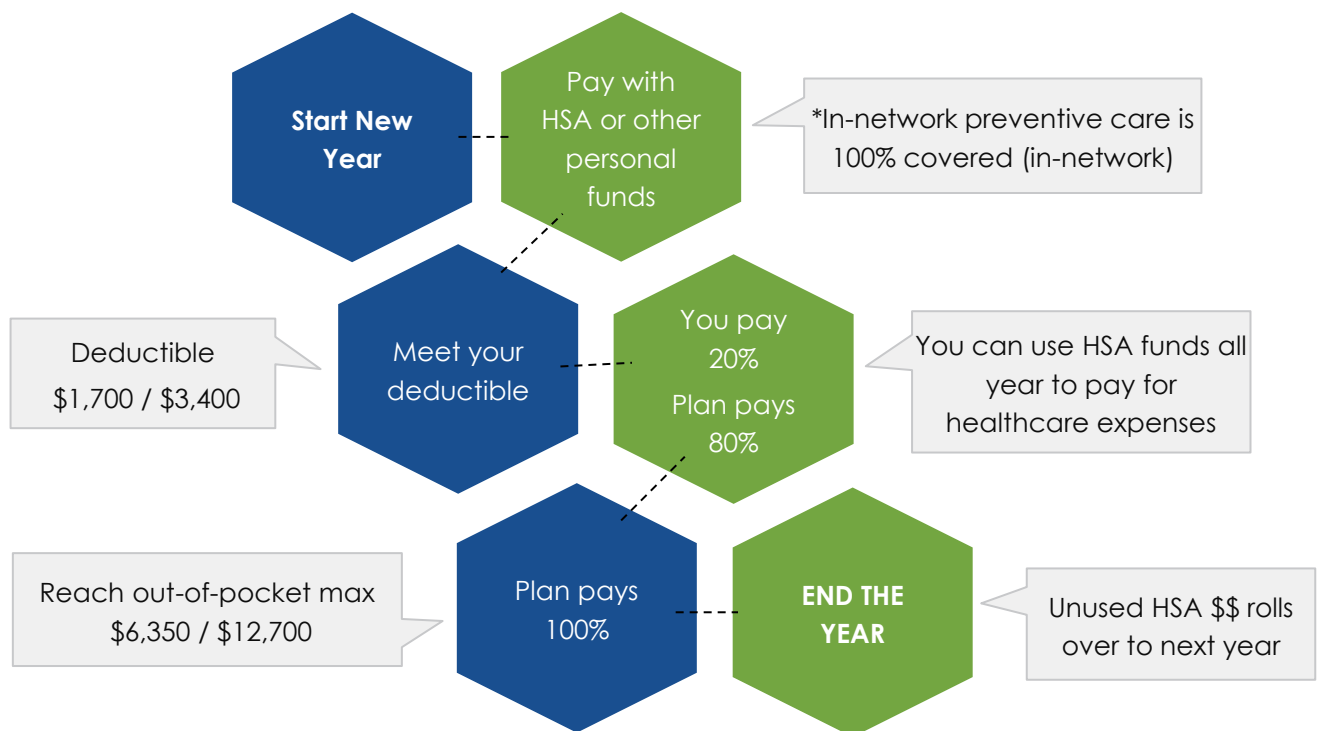 Start New
Year
Pay with
HSA or other
personal
funds
*In-network preventive care is
100% covered (in-network)
Deductible
$1,700 / $3,400
Meet your
deductible
You pay
20%
Plan pays
80%
You can use HSA funds all
year to pay for
healthcare expenses
Reach out-of-pocket max
$6,350 / $12,700
Plan pays
100%
END THE
YEAR
Unused HSA $$ rolls
over to next year